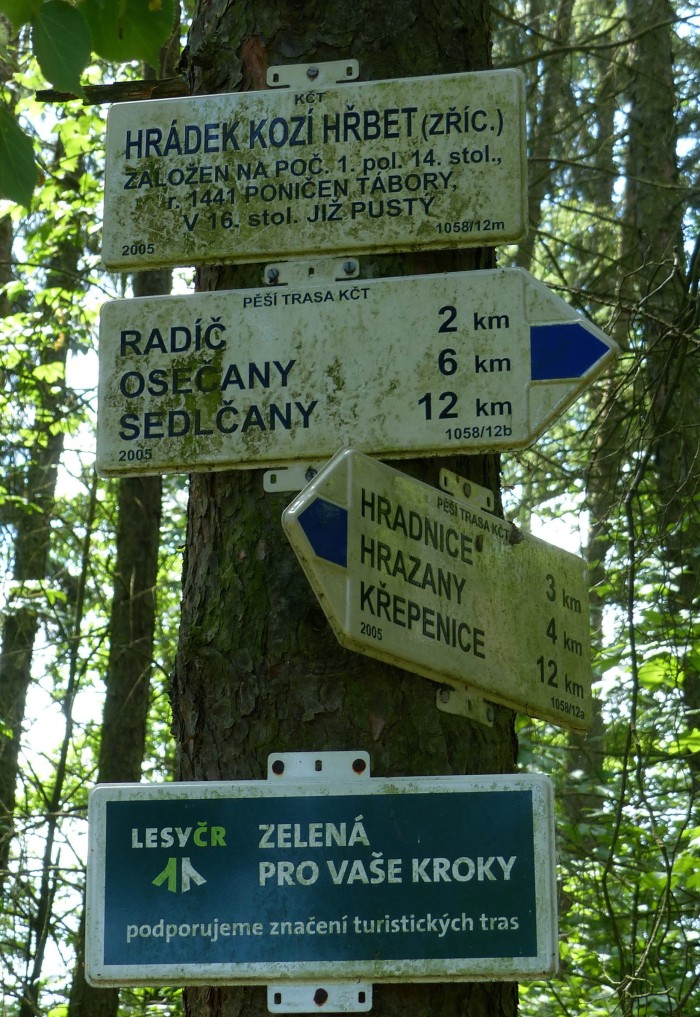 KČT
HRÁDEK KOZÍ HŘBET (ZŘÍC.)
ZALOŽEN NA POČ. 1. pol. 14. stol.,
r. 1441 PONIČEN TÁBORY,
V 16. stol. JIŽ PUSTÝ
2005 1058/12m
PĚŠÍ TRASA KČT
RADÍČ 2 km
OSEČANY 6 km
SEDLČANY 12 km
2005 1058/12b
PĚŠÍ TRASA KČT
HRADNICE 3 km
HRAZANY 4 km
KŘEPENICE 12 km
2005 1058/12a
LESYČR
ZELENÁ
PRO VAŠE KROKY
podporujeme značení turistických tras